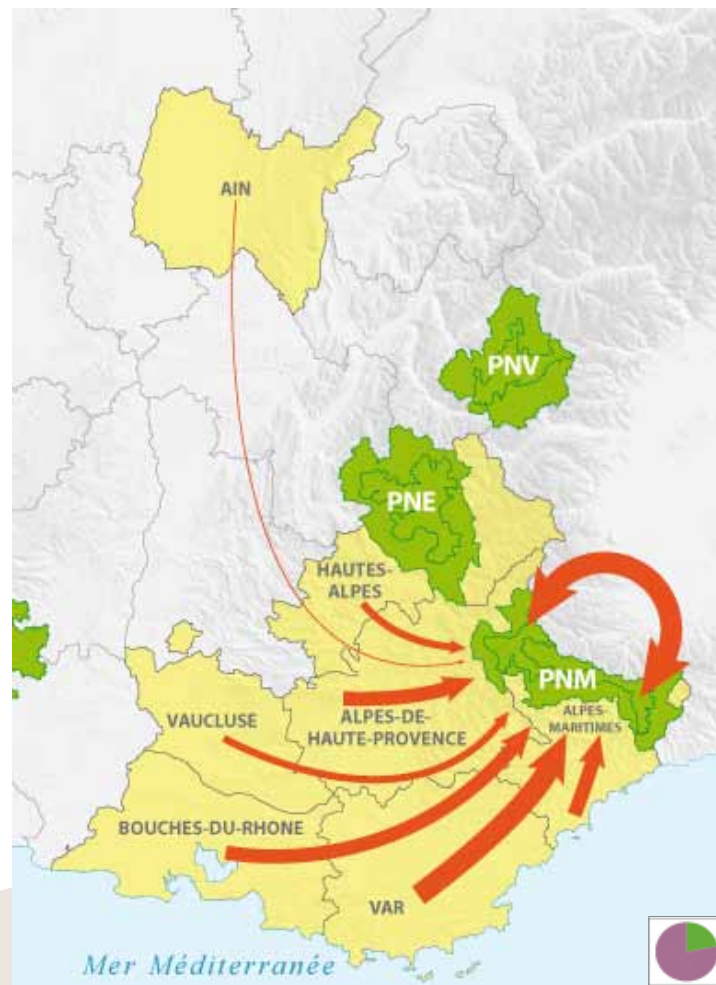 AIN
PNV
PNE
HAUTES-
ALPES
PNM
ALPES-
MARITIMES
VAUCLUSE
ALPES-DE-
HAUTE-PROVENCE
BOUCHES-DU-RHONE
VAR
Mer Méditerranée